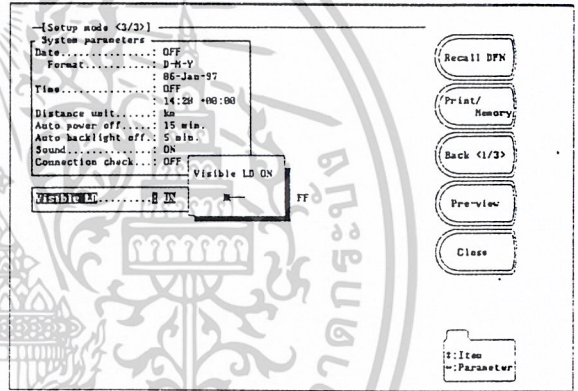 [Setup mode <3/3>]
System parameters
Date..............: OFF
Format..........: D-M-Y
: 06-Jan-97
Time..............: OFF
: 14:28 +00:00
Distance unit.....: km
Auto power off....: 15 min.
Auto backlight off.: 5 min.
Sound.............: ON
Connection check..: OFF
Visible LD.........: ON
FF
Visible LD ON
Recall DFN
Print/
Memory
Back <1/3>
Pre-view
Close
↕:Item
↔:Parameter